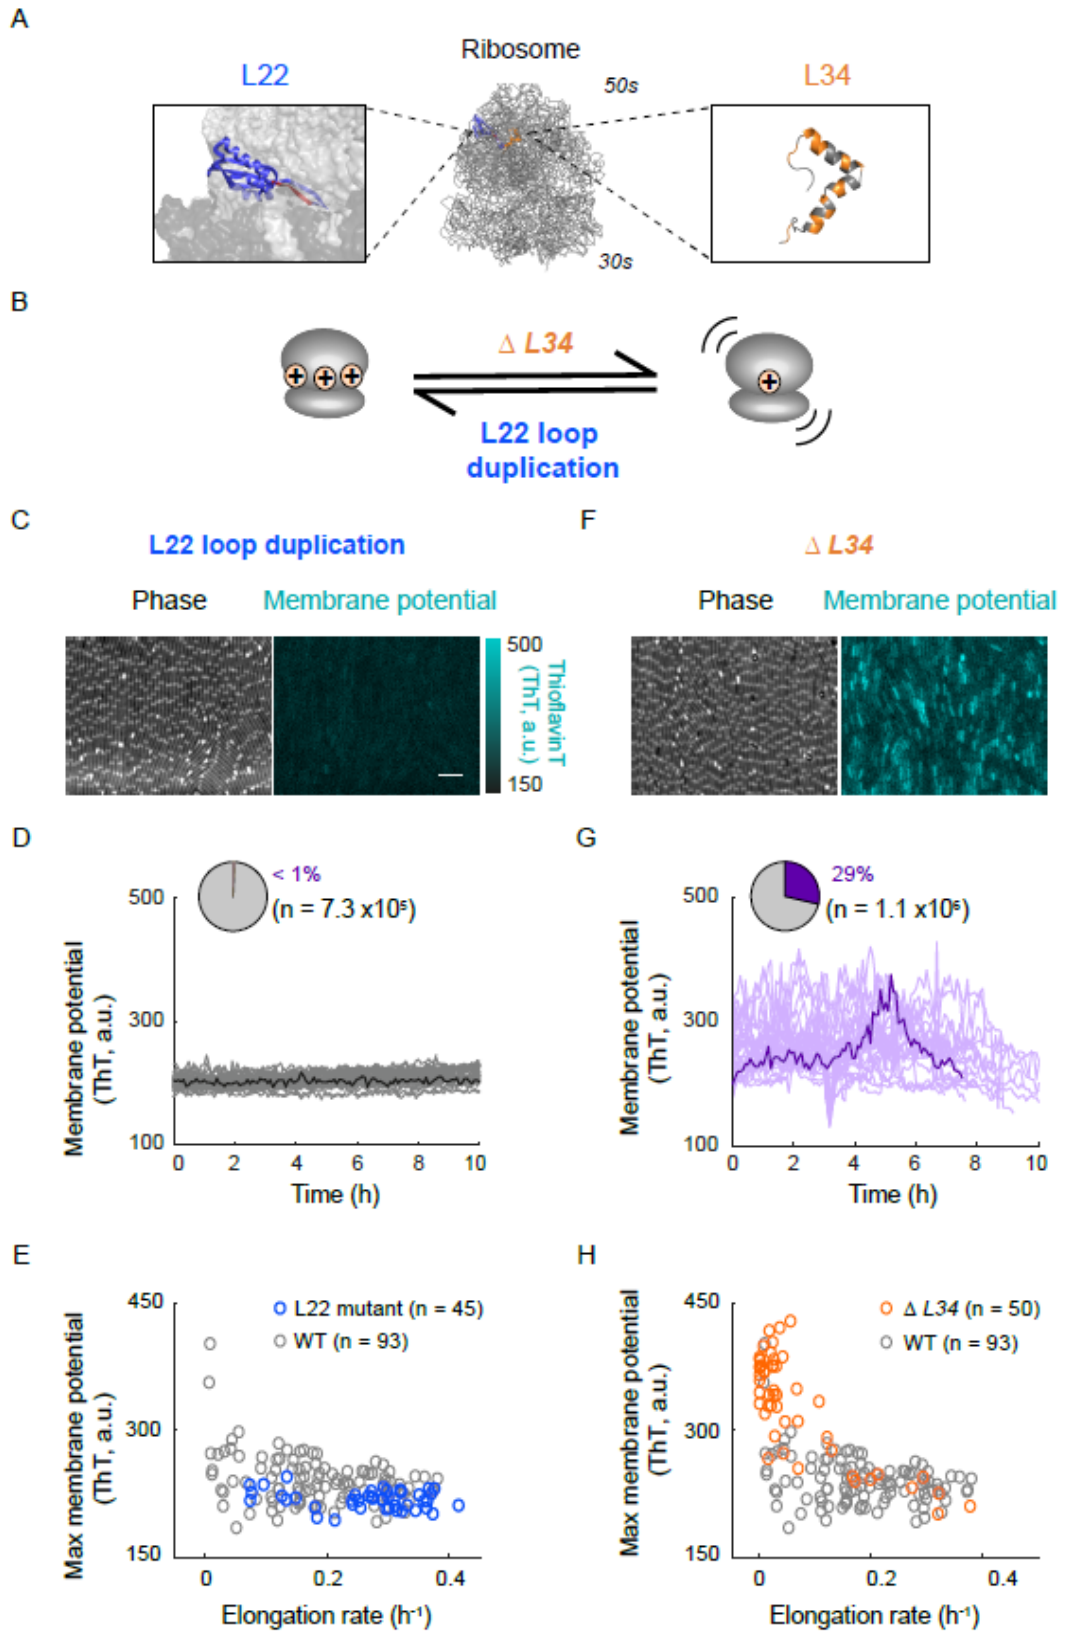 A
Ribosome
L22
50s
L34
30s
B
Δ L34
L22 loop
duplication
C
L22 loop duplication
Phase
Membrane potential
500
ThioflavinT
(ThT, a.u.)
150
F
Δ L34
Phase
Membrane potential
D
< 1%
(n = 7.3 x10⁵)
500
300
100
Membrane potential
(ThT, a.u.)
0 2 4 6 8 10
Time (h)
G
29%
(n = 1.1 x10⁶)
500
300
100
Membrane potential
(ThT, a.u.)
0 2 4 6 8 10
Time (h)
E
450
300
150
Max membrane potential
(ThT, a.u.)
L22 mutant (n = 45)
WT (n = 93)
0 0.2 0.4
Elongation rate (h⁻¹)
H
450
300
150
Max membrane potential
(ThT, a.u.)
Δ L34 (n = 50)
WT (n = 93)
0 0.2 0.4
Elongation rate (h⁻¹)